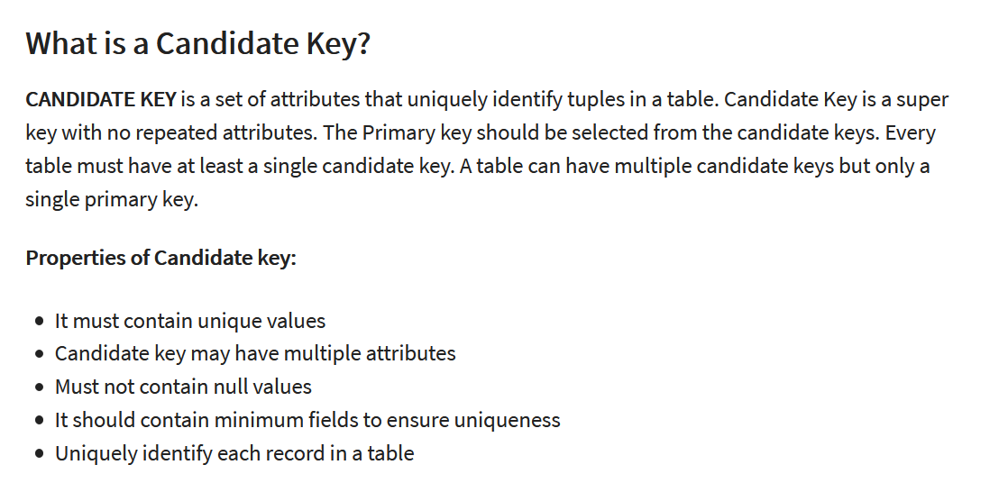 What is a Candidate Key?
CANDIDATE KEY is a set of attributes that uniquely identify tuples in a table. Candidate Key is a super
key with no repeated attributes. The Primary key should be selected from the candidate keys. Every
table must have at least a single candidate key. A table can have multiple candidate keys but only a
single primary key.
Properties of Candidate key:
• It must contain unique values
• Candidate key may have multiple attributes
• Must not contain null values
• It should contain minimum fields to ensure uniqueness
• Uniquely identify each record in a table